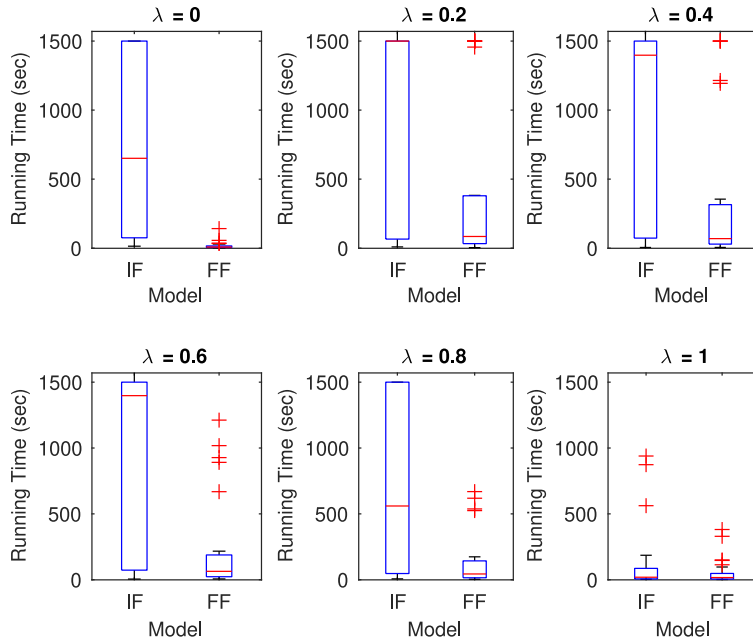 λ = 0
Running Time (sec)
1500
1000
500
0
IF FF
Model
λ = 0.2
Running Time (sec)
1500
1000
500
0
IF FF
Model
λ = 0.4
Running Time (sec)
1500
1000
500
0
IF FF
Model
λ = 0.6
Running Time (sec)
1500
1000
500
0
IF FF
Model
λ = 0.8
Running Time (sec)
1500
1000
500
0
IF FF
Model
λ = 1
Running Time (sec)
1500
1000
500
0
IF FF
Model